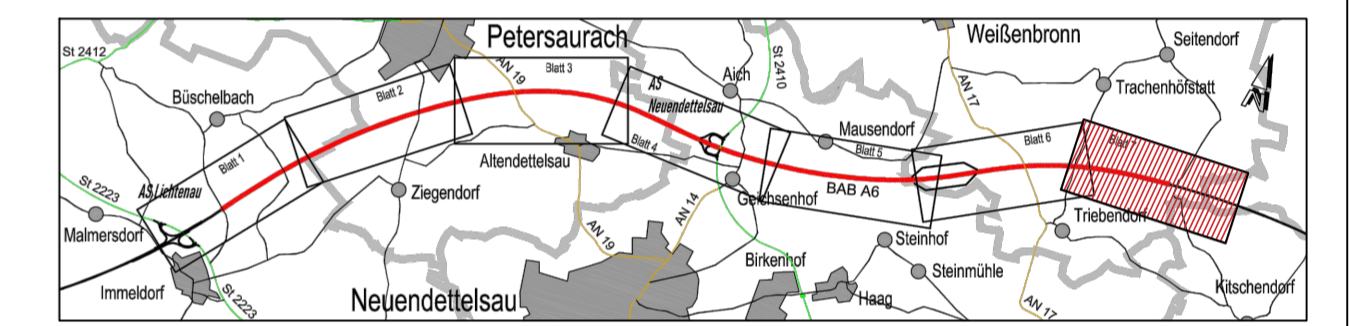 St 2412
Büschelbach
Blatt 1
AS Lichtenau
St 2223
Malmersdorf
Immeldorf
St 2223
Blatt 2
Ziegendorf
Neuendettelsau
Petersaurach
AN 19
Blatt 3
Altendettelsau
AN 19
AN 14
Blatt 4
AS
Neuendettelsau
Aich
St 2410
Geichsenhof
Birkenhof
Mausendorf
Blatt 5
BAB A6
Haag
Steinhof
Steinmühle
Weißenbronn
AN 17
Blatt 6
AN 17
Seitendorf
Trachenhöfstatt
Blatt 7
Triebendorf
Kitschendorf